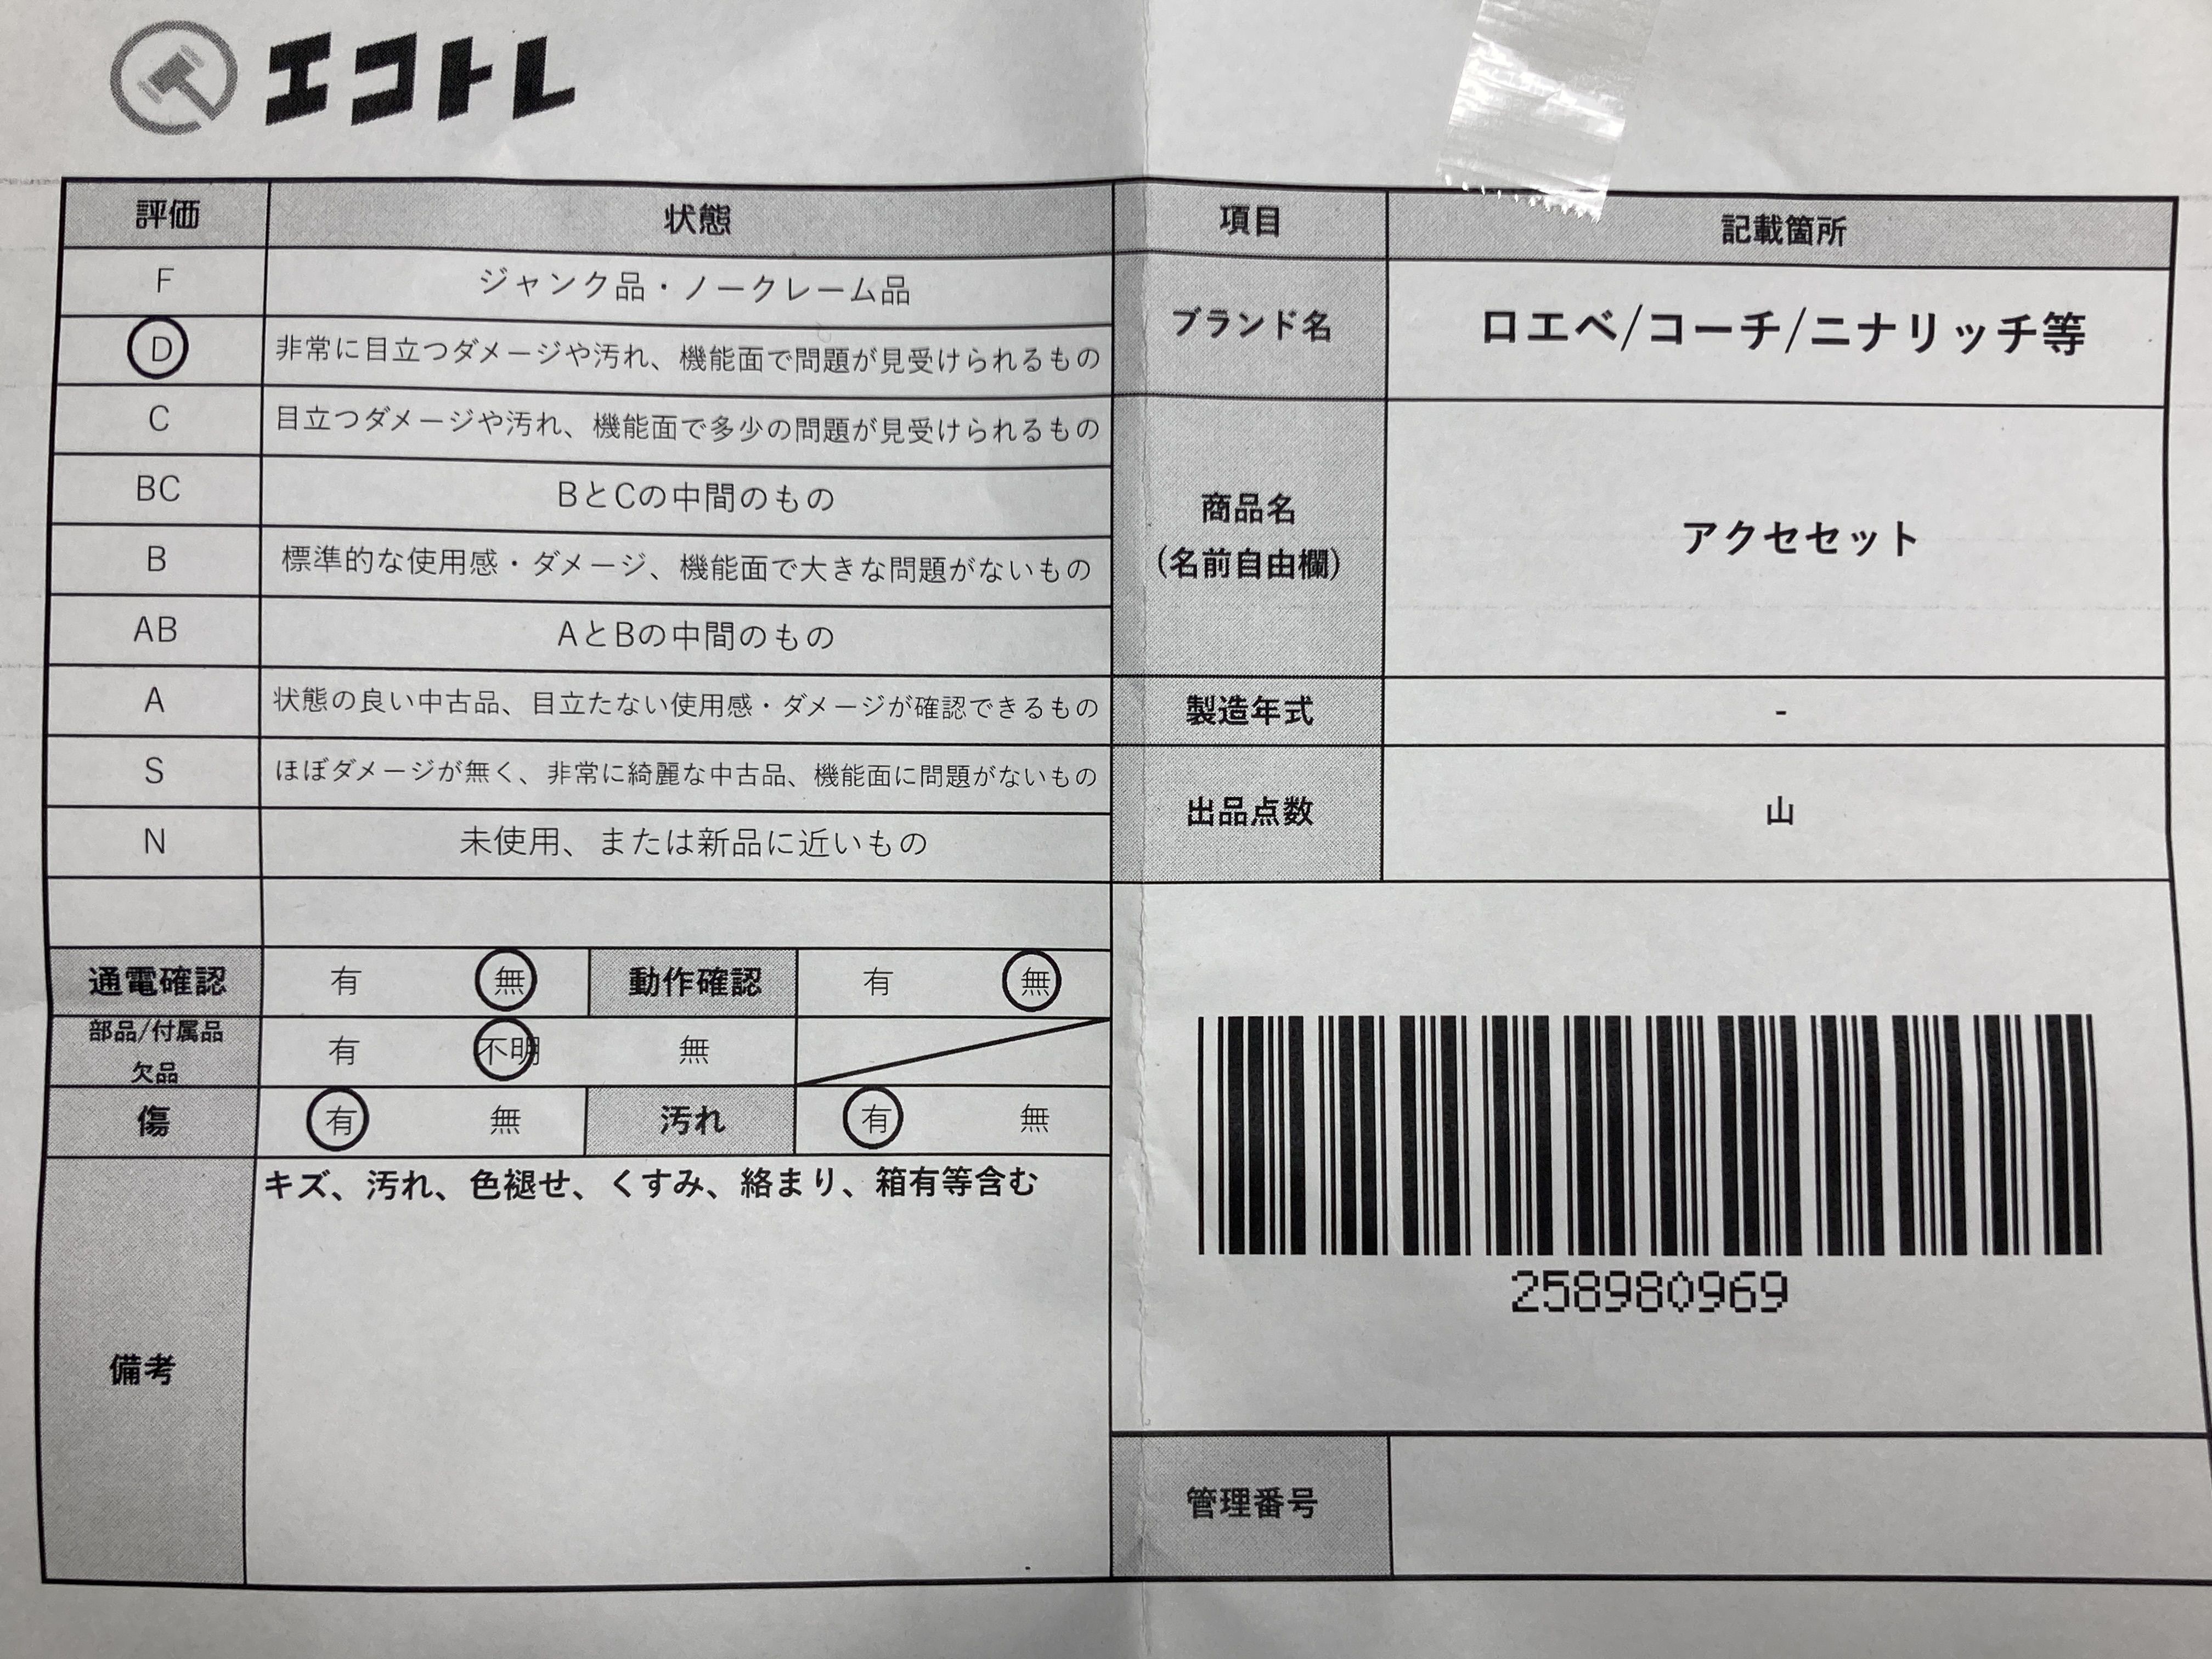 エコトレ
評価 状態
F ジャンク品・ノークレーム品
D 非常に目立つダメージや汚れ、機能面で問題が見受けられるもの
C 目立つダメージや汚れ、機能面で多少の問題が見受けられるもの
BC BとCの中間のもの
B 標準的な使用感・ダメージ、機能面で大きな問題がないもの
AB AとBの中間のもの
A 状態の良い中古品、目立たない使用感・ダメージが確認できるもの
S ほぼダメージが無く、非常に綺麗な中古品、機能面に問題がないもの
N 未使用、または新品に近いもの
通電確認 有 無 動作確認 有 無
部品/付属品
欠品
有 不明 無
傷 有 無 汚れ 有 無
備考
キズ、汚れ、色褪せ、くすみ、絡まり、箱有等含む
項目 記載箇所
ブランド名 ロエベ/コーチ/ニナリッチ等
商品名
(名前自由欄)
アクセセット
製造年式 -
出品点数 山
258980969
管理番号